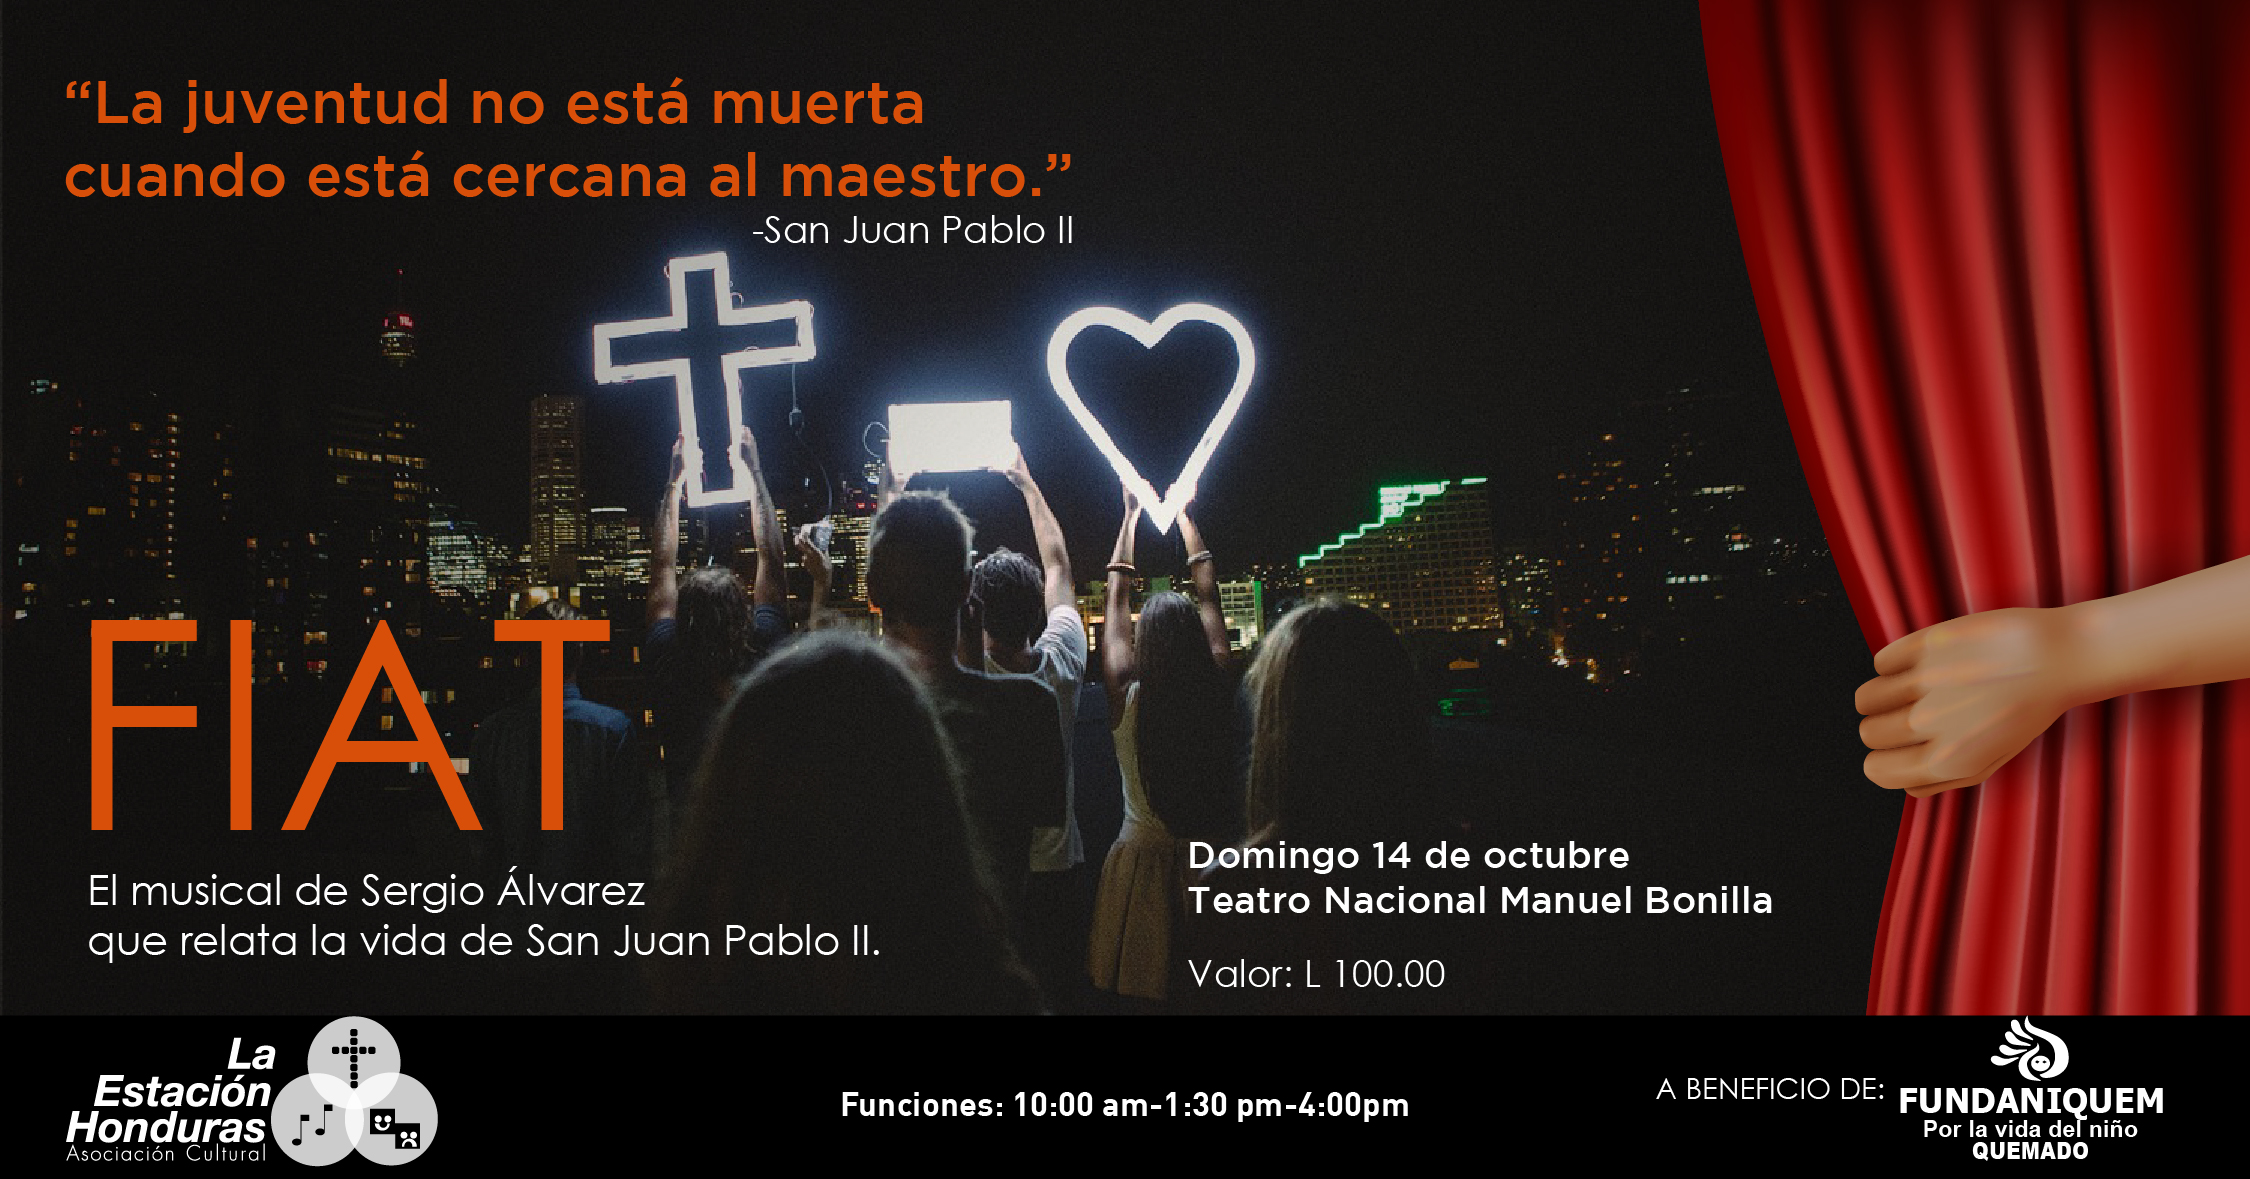 “La juventud no está muerta
cuando está cercana al maestro.”
-San Juan Pablo II
FIAT
El musical de Sergio Álvarez
que relata la vida de San Juan Pablo II.
Domingo 14 de octubre
Teatro Nacional Manuel Bonilla
Valor: L 100.00
La
Estación
Honduras
Asociación Cultural
Funciones: 10:00 am-1:30 pm-4:00pm
A BENEFICIO DE:
FUNDANIQUEM
Por la vida del niño
QUEMADO